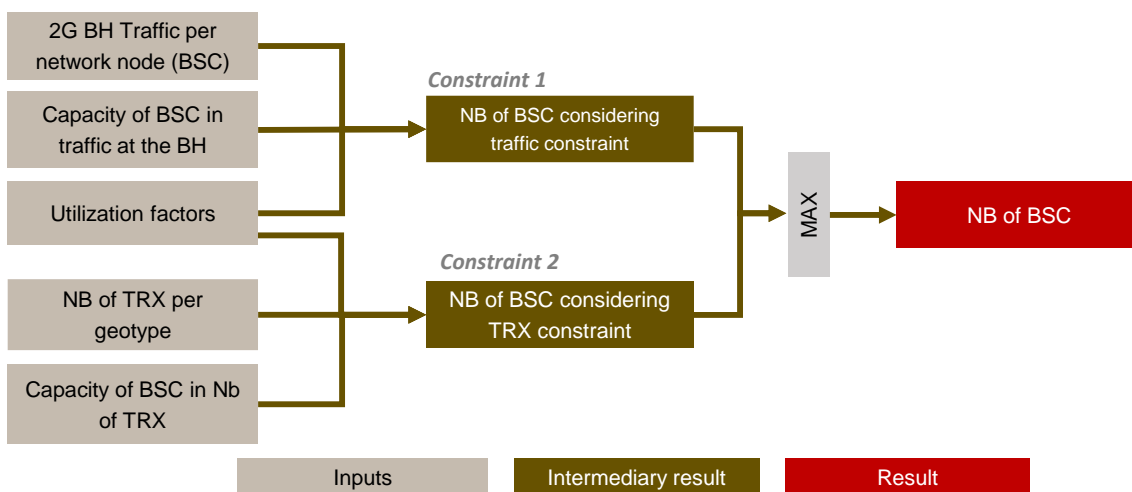 2G BH Traffic per
network node (BSC)
Capacity of BSC in
traffic at the BH
Utilization factors
NB of TRX per
geotype
Capacity of BSC in Nb
of TRX
Constraint 1
NB of BSC considering
traffic constraint
Constraint 2
NB of BSC considering
TRX constraint
MAX
NB of BSC
Inputs
Intermediary result
Result